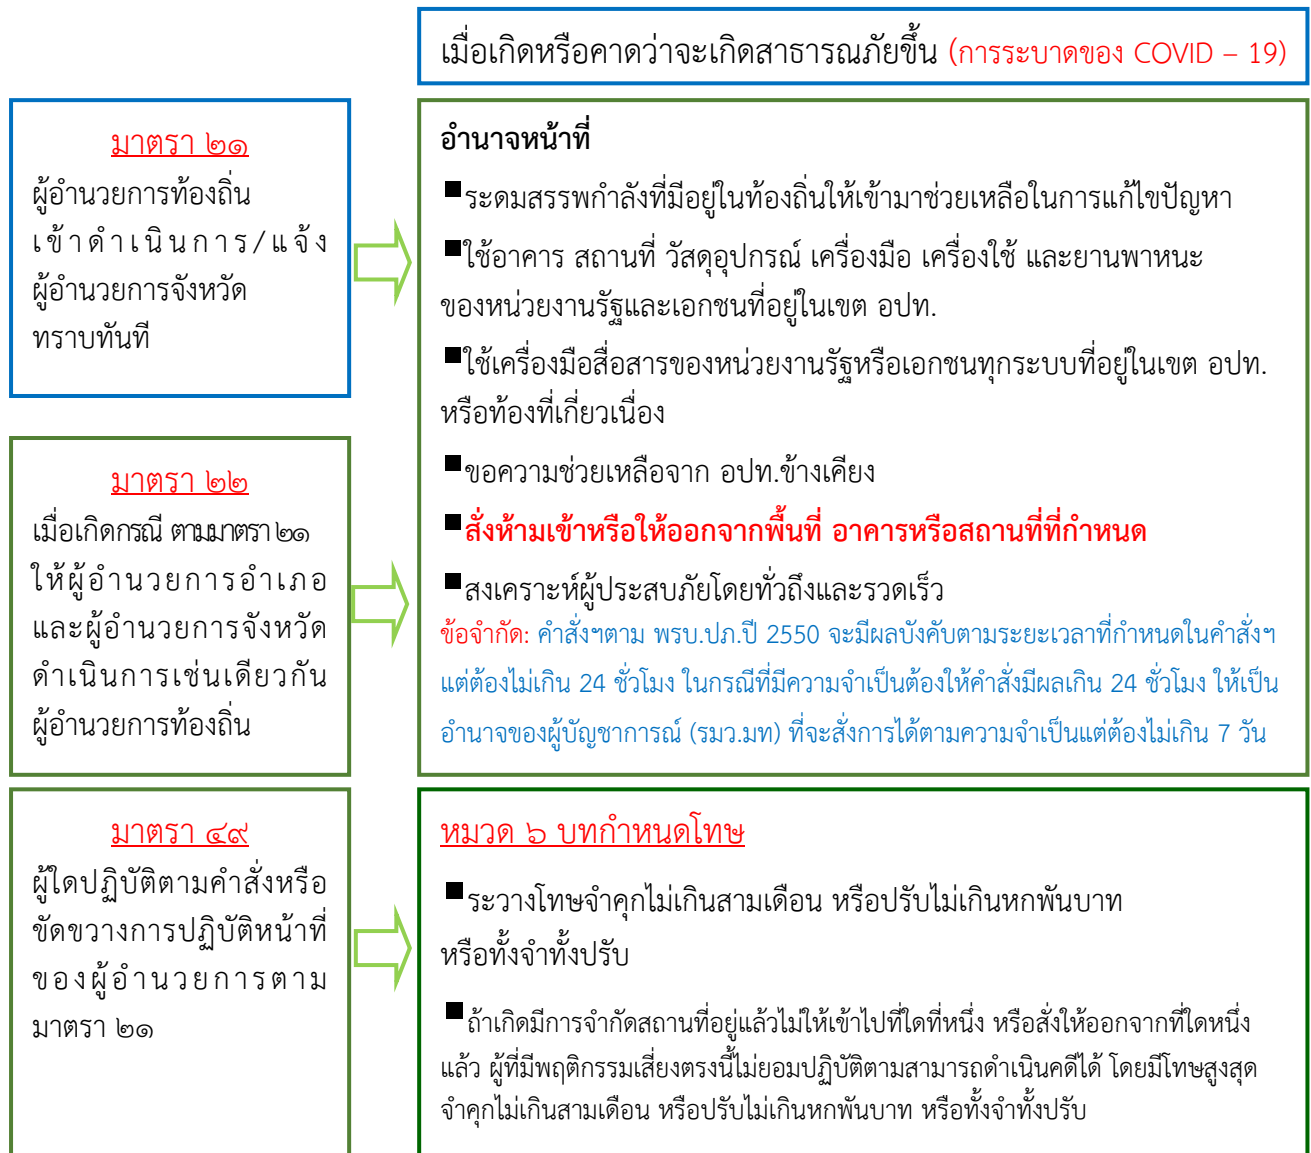 เมื่อเกิดหรือคาดว่าจะเกิดสาธารณภัยขึ้น (การระบาดของ COVID – 19)
มาตรา ๒๑
ผู้อำนวยการท้องถิ่น
เข้าดำเนินการ/แจ้ง
ผู้อำนวยการจังหวัด
ทราบทันที
อำนาจหน้าที่
■ระดมสรรพกำลังที่มีอยู่ในท้องถิ่นให้เข้ามาช่วยเหลือในการแก้ไขปัญหา
■ใช้อาคาร สถานที่ วัสดุอุปกรณ์ เครื่องมือ เครื่องใช้ และยานพาหนะ
ของหน่วยงานรัฐและเอกชนที่อยู่ในเขต อปท.
■ใช้เครื่องมือสื่อสารของหน่วยงานรัฐหรือเอกชนทุกระบบที่อยู่ในเขต อปท.
หรือท้องที่เกี่ยวเนื่อง
■ขอความช่วยเหลือจาก อปท.ข้างเคียง
■สั่งห้ามเข้าหรือให้ออกจากพื้นที่ อาคารหรือสถานที่ที่กำหนด
■สงเคราะห์ผู้ประสบภัยโดยทั่วถึงและรวดเร็ว
ข้อจำกัด: คำสั่งฯตาม พรบ.ปภ.ปี 2550 จะมีผลบังคับตามระยะเวลาที่กำหนดในคำสั่งฯ
แต่ต้องไม่เกิน 24 ชั่วโมง ในกรณีที่มีความจำเป็นต้องให้คำสั่งมีผลเกิน 24 ชั่วโมง ให้เป็น
อำนาจของผู้บัญชาการณ์ (รมว.มท) ที่จะสั่งการได้ตามความจำเป็นแต่ต้องไม่เกิน 7 วัน
มาตรา ๒๒
เมื่อเกิดกรณี ตามมาตรา ๒๑
ให้ผู้อำนวยการอำเภอ
และผู้อำนวยการจังหวัด
ดำเนินการเช่นเดียวกัน
ผู้อำนวยการท้องถิ่น
มาตรา ๔๙
ผู้ใดปฏิบัติตามคำสั่งหรือ
ขัดขวางการปฏิบัติหน้าที่
ของผู้อำนวยการตาม
มาตรา ๒๑
หมวด ๖ บทกำหนดโทษ
■ระวางโทษจำคุกไม่เกินสามเดือน หรือปรับไม่เกินหกพันบาท
หรือทั้งจำทั้งปรับ
■ ถ้าเกิดมีการจำกัดสถานที่อยู่แล้วไม่ให้เข้าไปที่ใดที่หนึ่ง หรือสั่งให้ออกจากที่ใดหนึ่ง
แล้ว ผู้ที่มีพฤติกรรมเสี่ยงตรงนี้ไม่ยอมปฏิบัติตามสามารถดำเนินคดีได้ โดยมีโทษสูงสุด
จำคุกไม่เกินสามเดือน หรือปรับไม่เกินหกพันบาท หรือทั้งจำทั้งปรับ